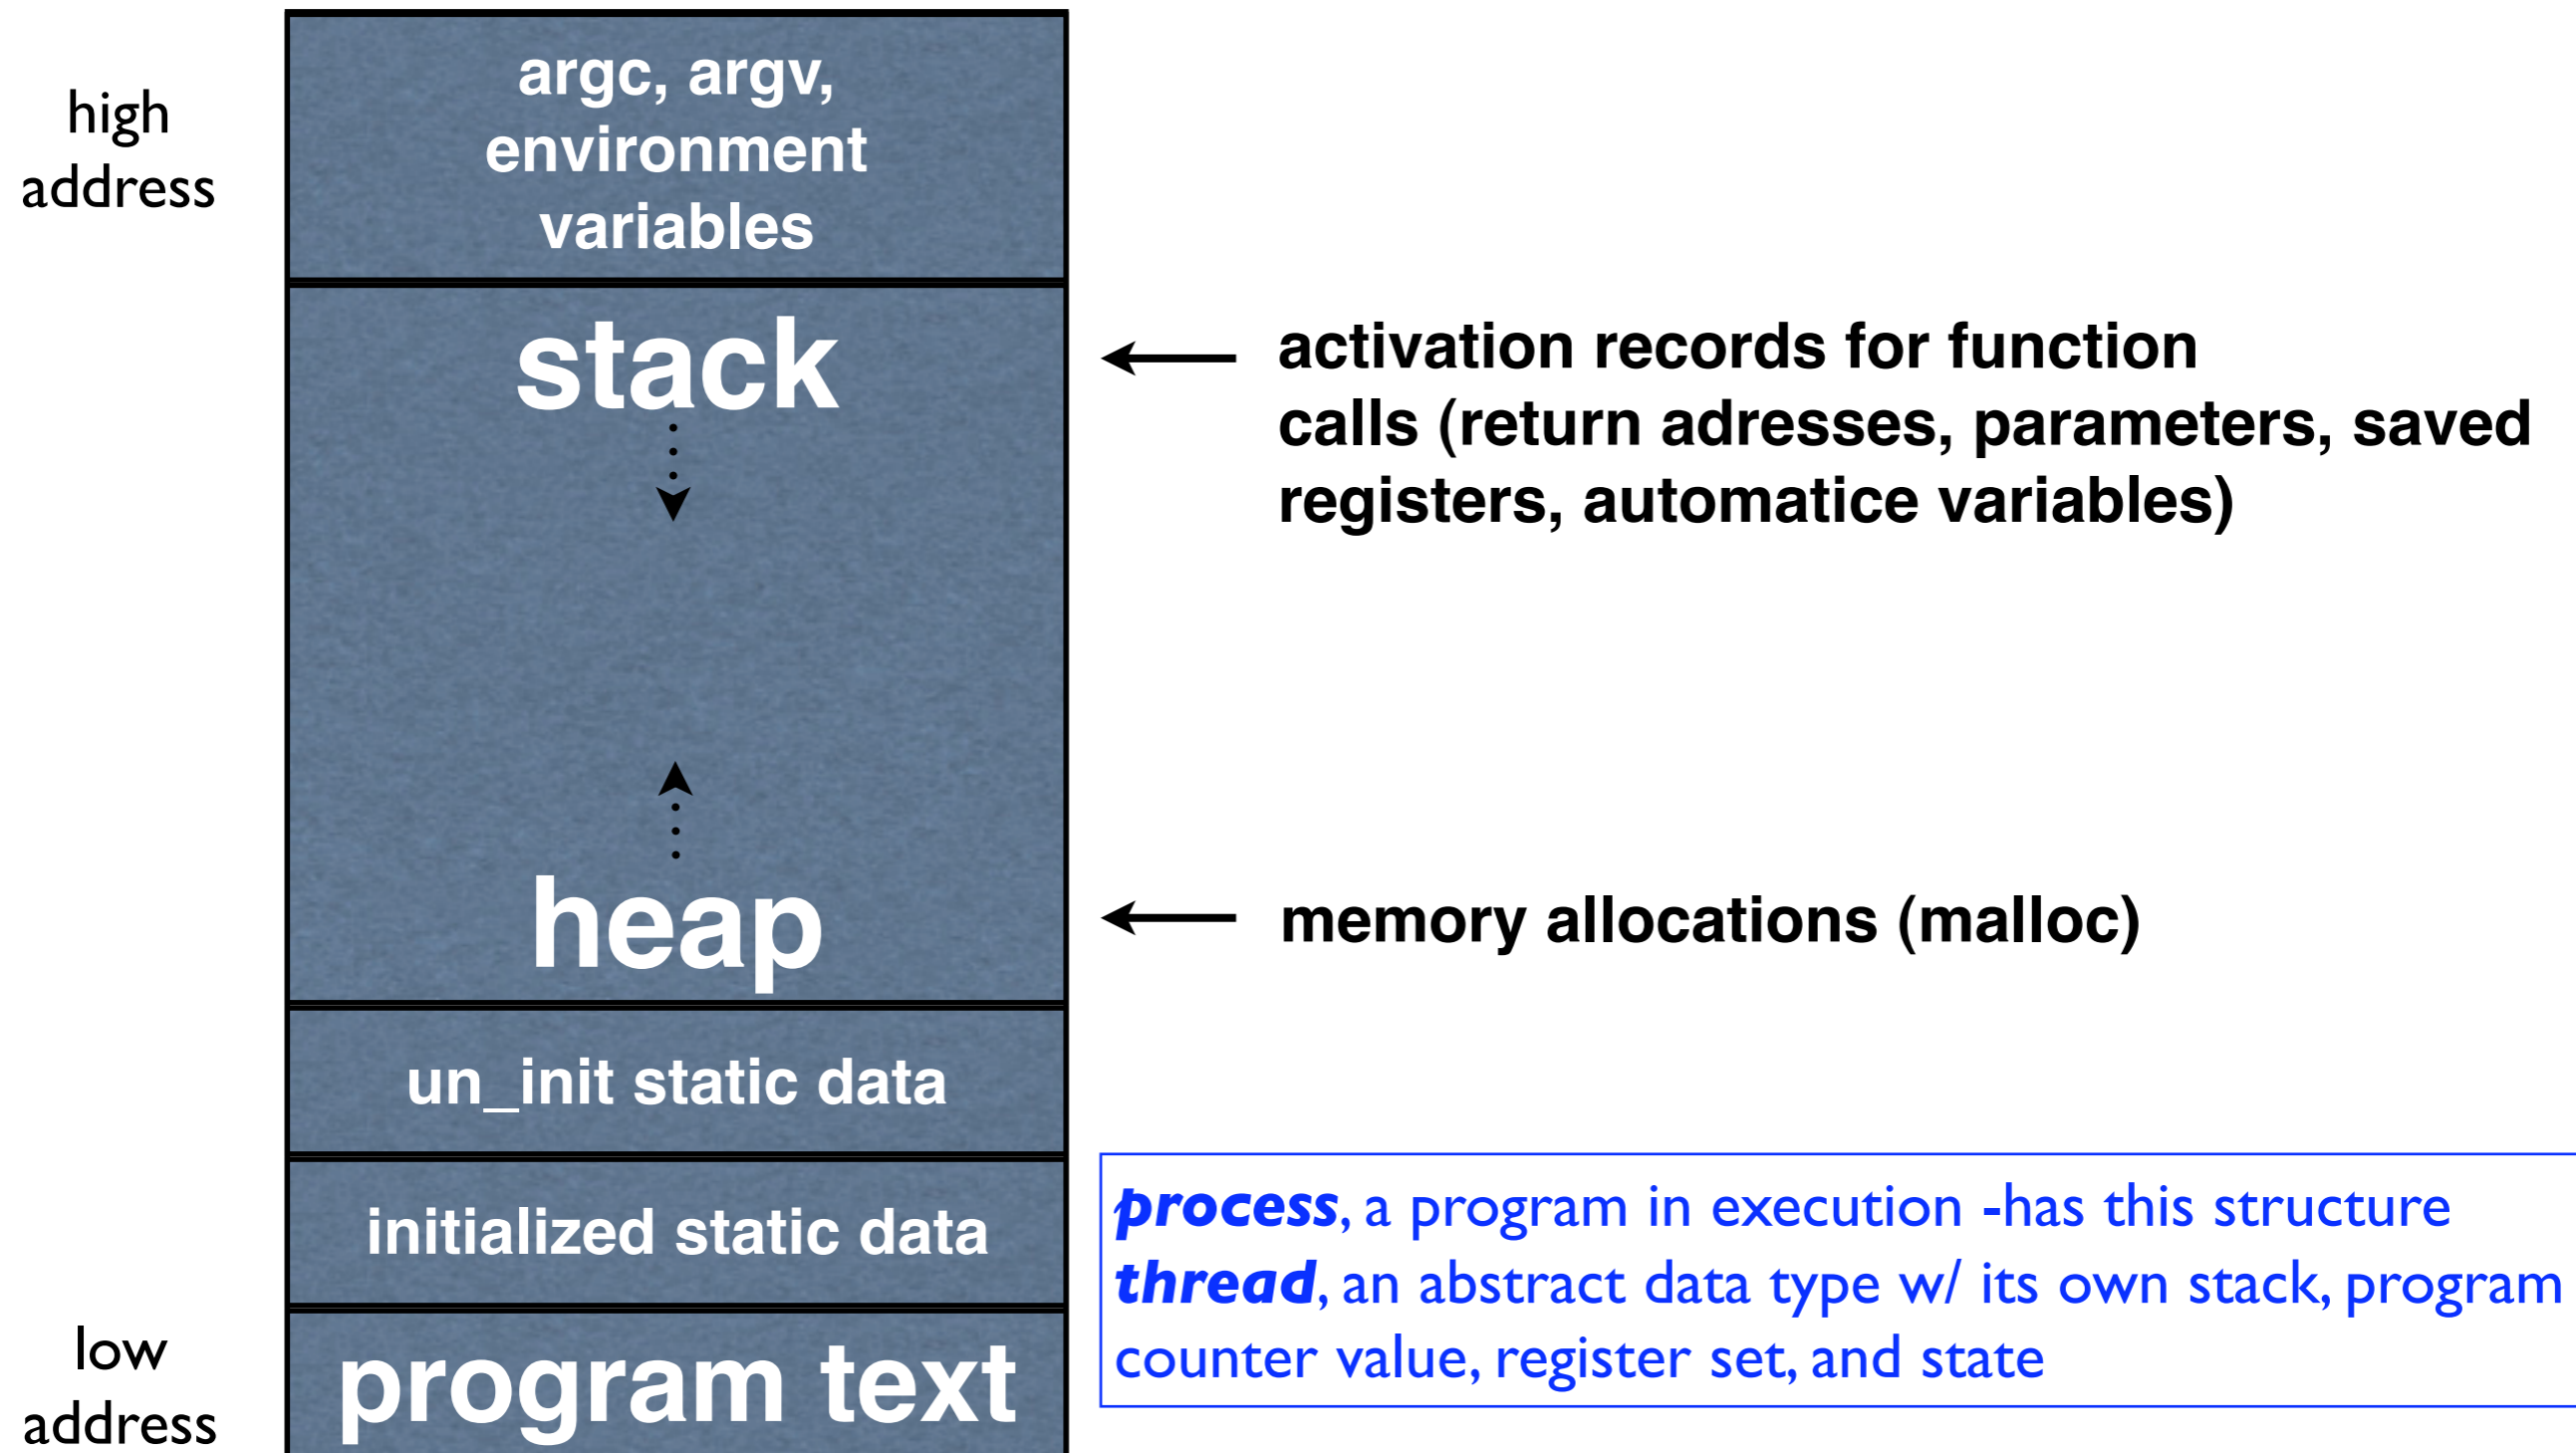 high
address
argc, argv,
environment
variables
stack
activation records for function
calls (return adresses, parameters, saved
registers, automatice variables)
heap
memory allocations (malloc)
un_init static data
initialized static data
process, a program in execution -has this structure
thread, an abstract data type w/ its own stack, program
counter value, register set, and state
low
address
program text